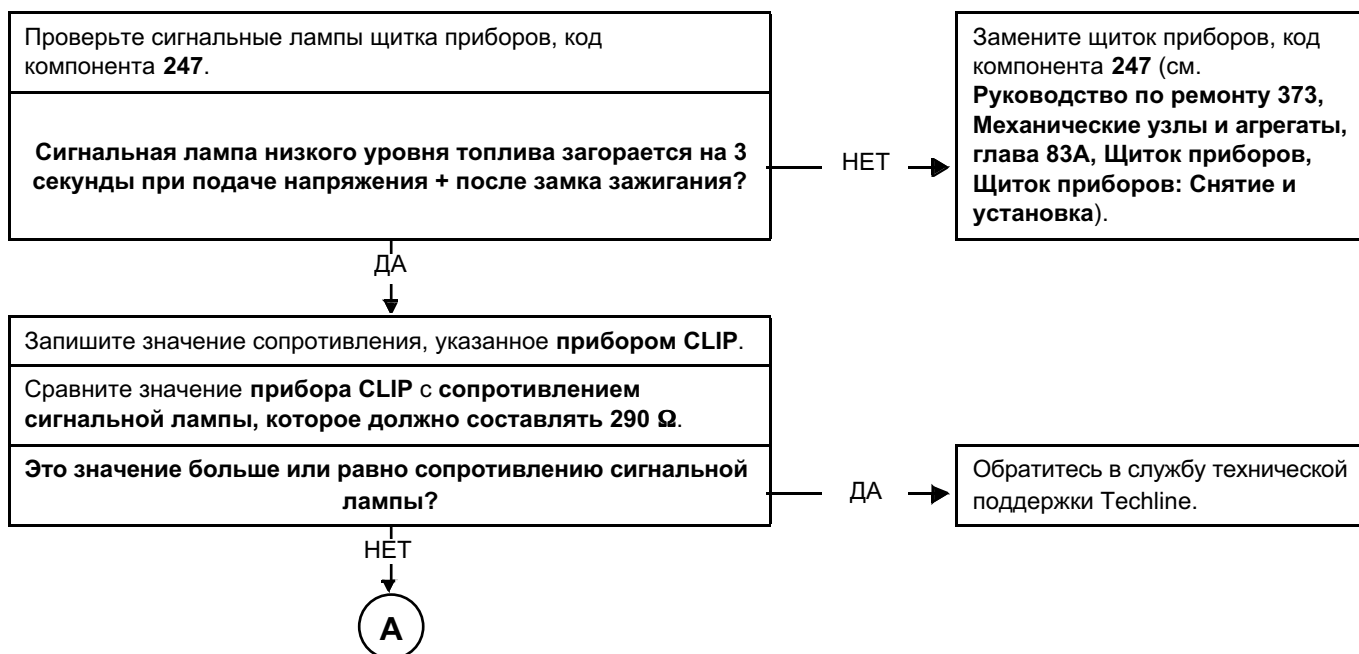 Проверьте сигнальные лампы щитка приборов, код
компонента 247.
Сигнальная лампа низкого уровня топлива загорается на 3
секунды при подаче напряжения + после замка зажигания?
НЕТ
Замените щиток приборов, код
компонента 247 (см.
Руководство по ремонту 373,
Механические узлы и агрегаты,
глава 83A, Щиток приборов,
Щиток приборов: Снятие и
установка).
ДА
Запишите значение сопротивления, указанное прибором CLIP.
Сравните значение прибора CLIP с сопротивлением
сигнальной лампы, которое должно составлять 290 Ω.
Это значение больше или равно сопротивлению сигнальной
лампы?
ДА
Обратитесь в службу технической
поддержки Techline.
НЕТ
A